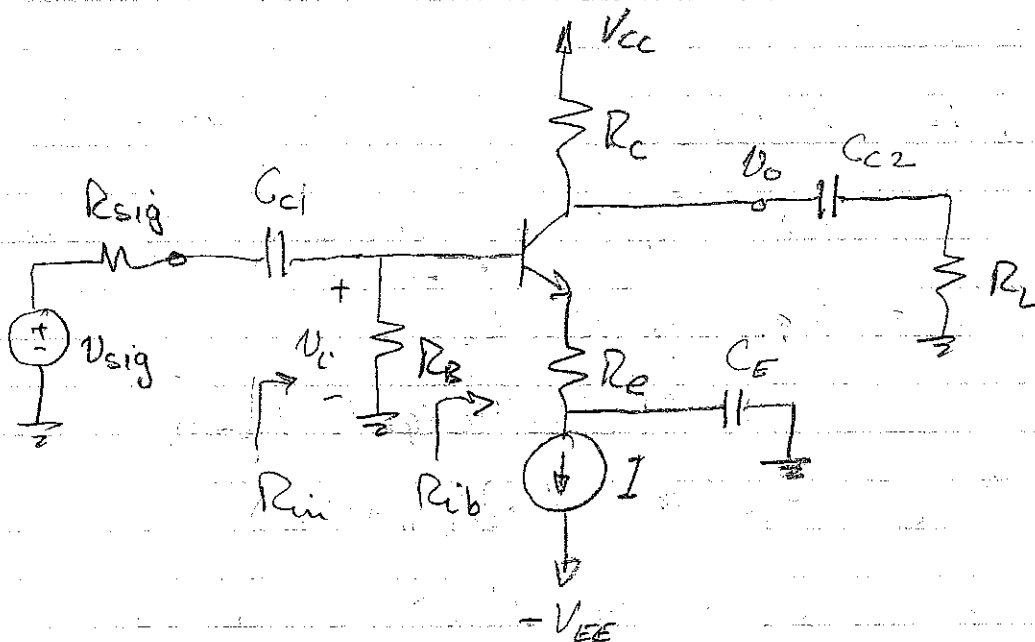 VCC
RC
vo
CC2
Rsig
CC1
+
RL
+
-
vsig
vi
-
RB
Re
CE
Rin
Rib
I
-VEE